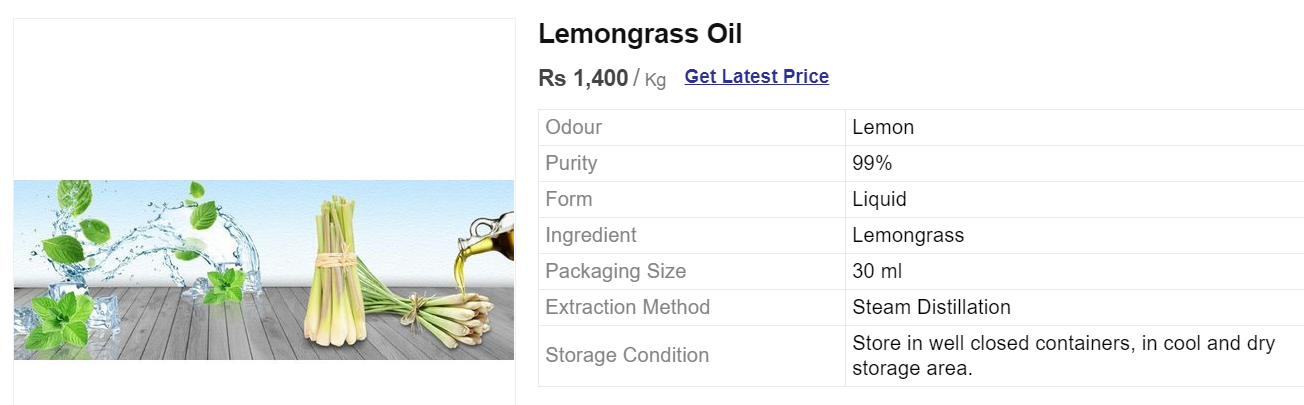 Lemongrass Oil
Rs 1,400 / Kg Get Latest Price
Odour Lemon
Purity 99%
Form Liquid
Ingredient Lemongrass
Packaging Size 30 ml
Extraction Method Steam Distillation
Storage Condition Store in well closed containers, in cool and dry
storage area.